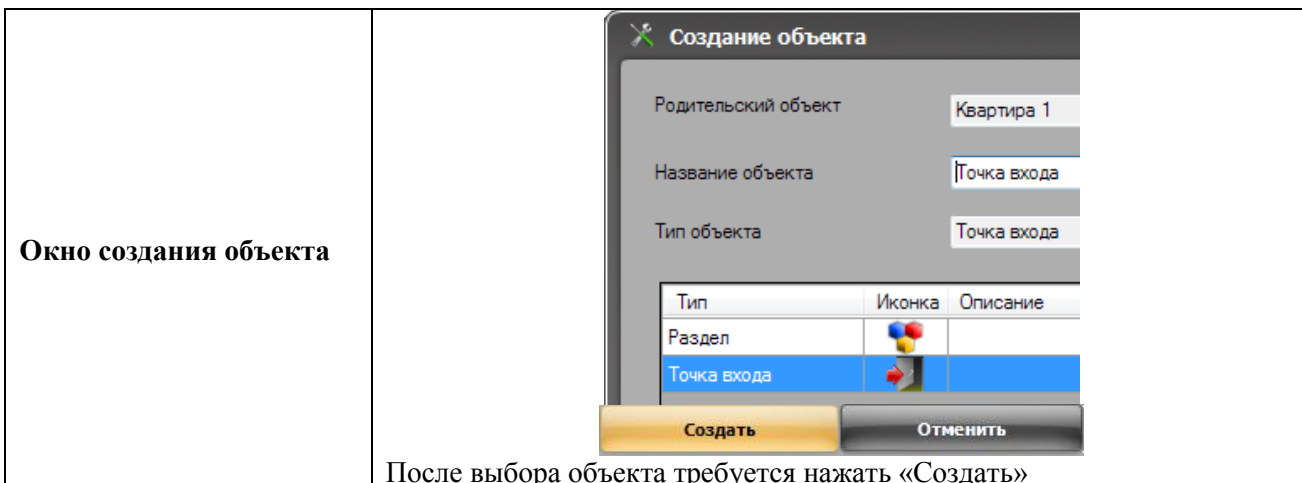 Окно создания объекта
Создание объекта
Родительский объект Квартира 1
Название объекта Точка входа
Тип объекта Точка входа
Тип Иконка Описание
Раздел
Точка входа
Создать Отменить
После выбора объекта требуется нажать «Создать»